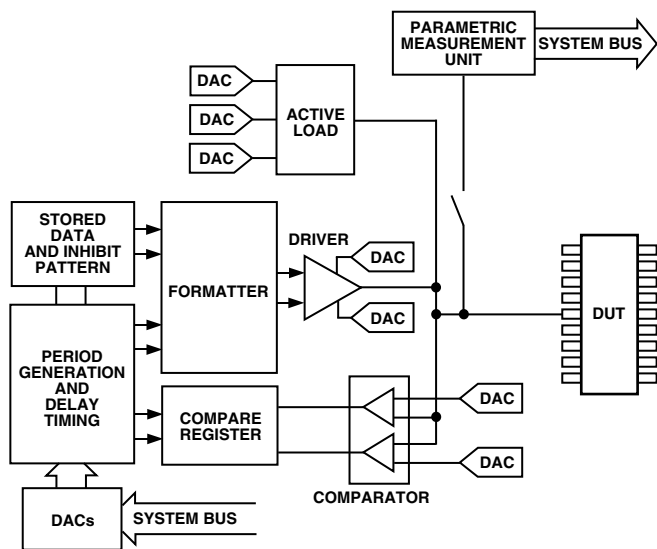 PARAMETRIC
MEASUREMENT
UNIT
SYSTEM BUS
DAC
DAC
DAC
ACTIVE
LOAD
STORED
DATA
AND INHIBIT
PATTERN
FORMATTER
DRIVER
DAC
DAC
DUT
PERIOD
GENERATION
AND
DELAY
TIMING
COMPARE
REGISTER
DAC
DAC
COMPARATOR
DACs
SYSTEM BUS